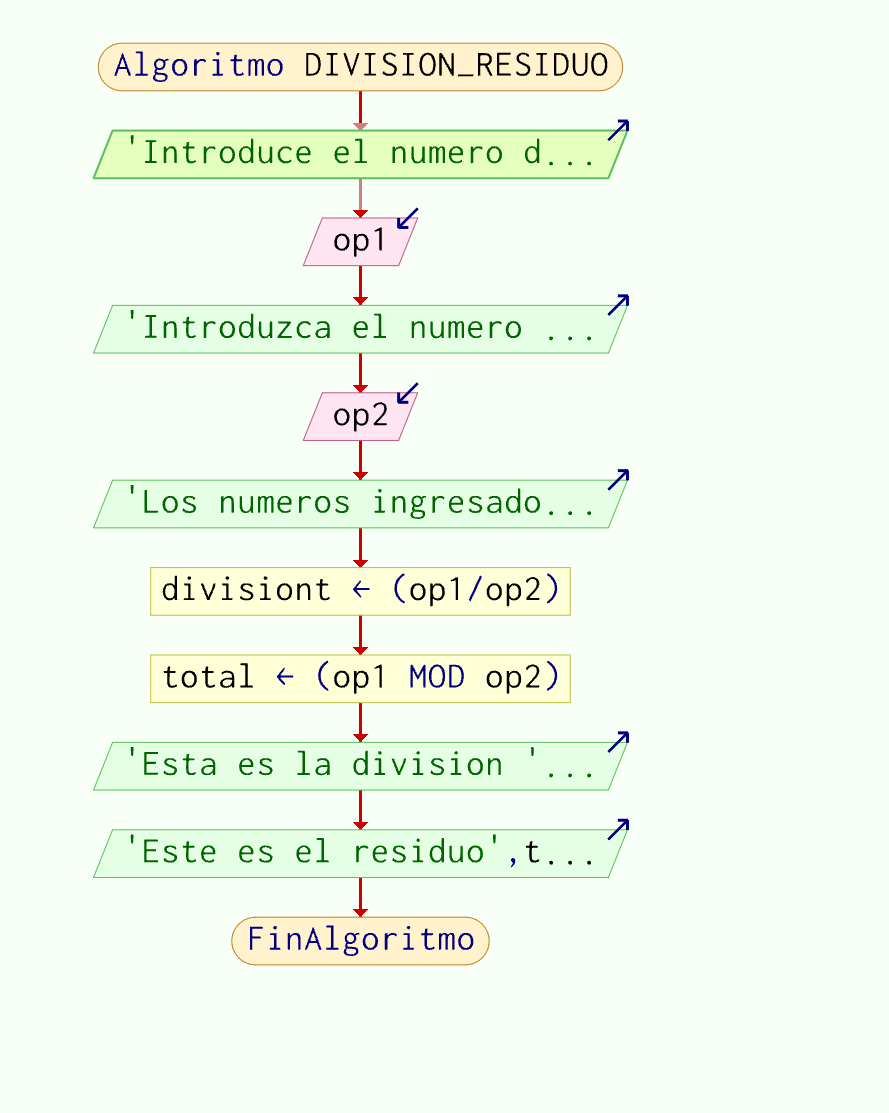 Algoritmo DIVISION_RESIDUO
'Introduce el numero d...
op1
'Introduzca el numero ...
op2
'Los numeros ingresado...
divisiont ← (op1/op2)
total ← (op1 MOD op2)
'Esta es la division '...
'Este es el residuo',t...
FinAlgoritmo